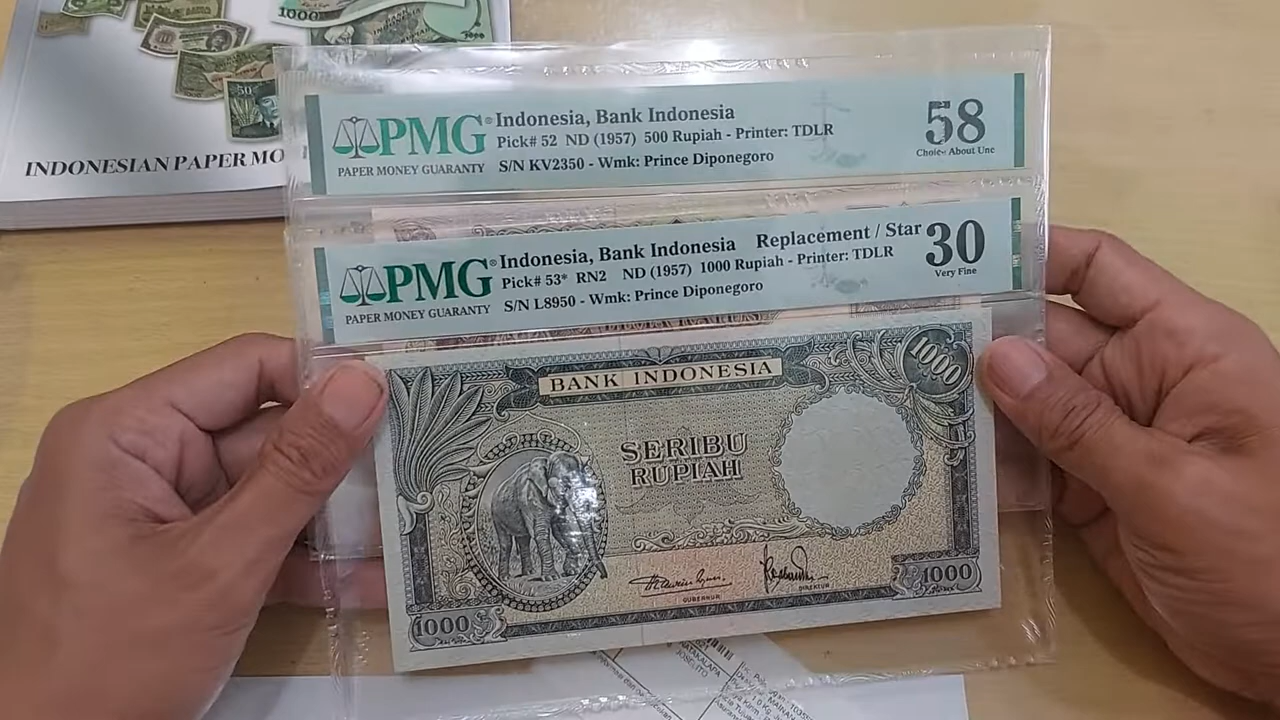 1000
50
INDONESIAN PAPER MO
PMG
PAPER MONEY GUARANTY
Indonesia, Bank Indonesia
Pick# 52 ND (1957) 500 Rupiah - Printer: TDLR
S/N KV2350 - Wmk: Prince Diponegoro
58
Choice About Unc
PMG
PAPER MONEY GUARANTY
Indonesia, Bank Indonesia Replacement / Star
Pick# 53* RN2 ND (1957) 1000 Rupiah - Printer: TDLR
S/N L8950 - Wmk: Prince Diponegoro
30
Very Fine
BANK INDONESIA
1000
SERIBU
RUPIAH
GUBERNUR
DIREKTUR
1000
1000